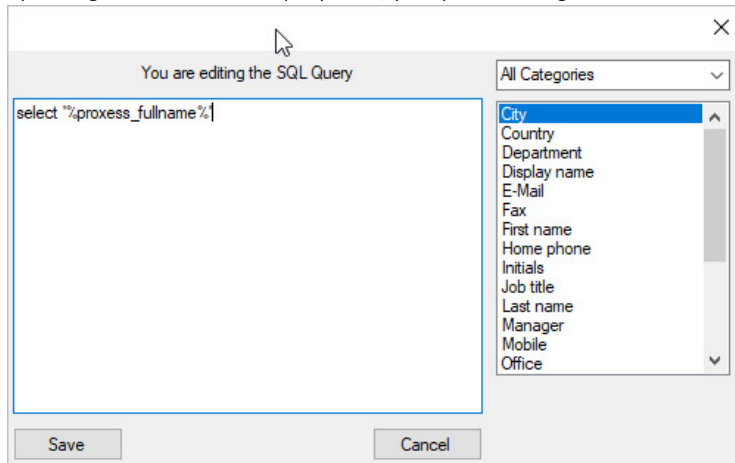 You are editing the SQL Query
All Categories
select "%proxess_fullname%"
City
Country
Department
Display name
E-Mail
Fax
First name
Home phone
Initials
Job title
Last name
Manager
Mobile
Office
Save
Cancel